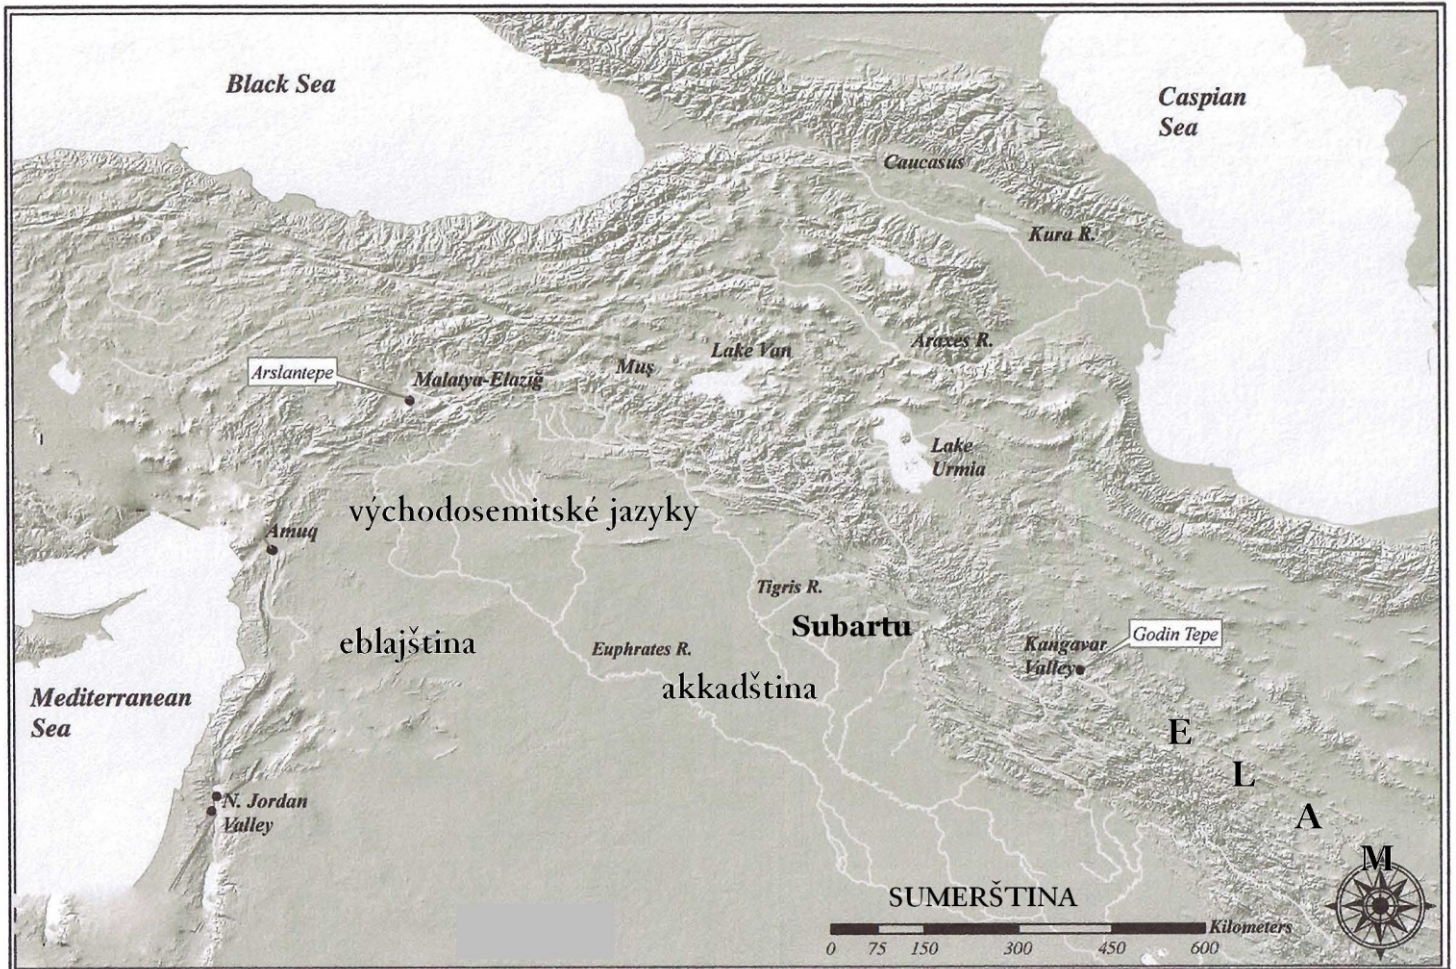 Black Sea
Caspian
Sea
Caucasus
Kura R.
Araxes R.
Lake Van
Muş
Arslantepe
Malatya-Elazığ
Lake
Urmia
východosemitské jazyky
Amuq
Tigris R.
Subartu
eblajština
Euphrates R.
akkadština
Kangavar
Valley
Godin Tepe
Mediterranean
Sea
E
L
A
M
N. Jordan
Valley
SUMERŠTINA
Kilometers
0 75 150 300 450 600